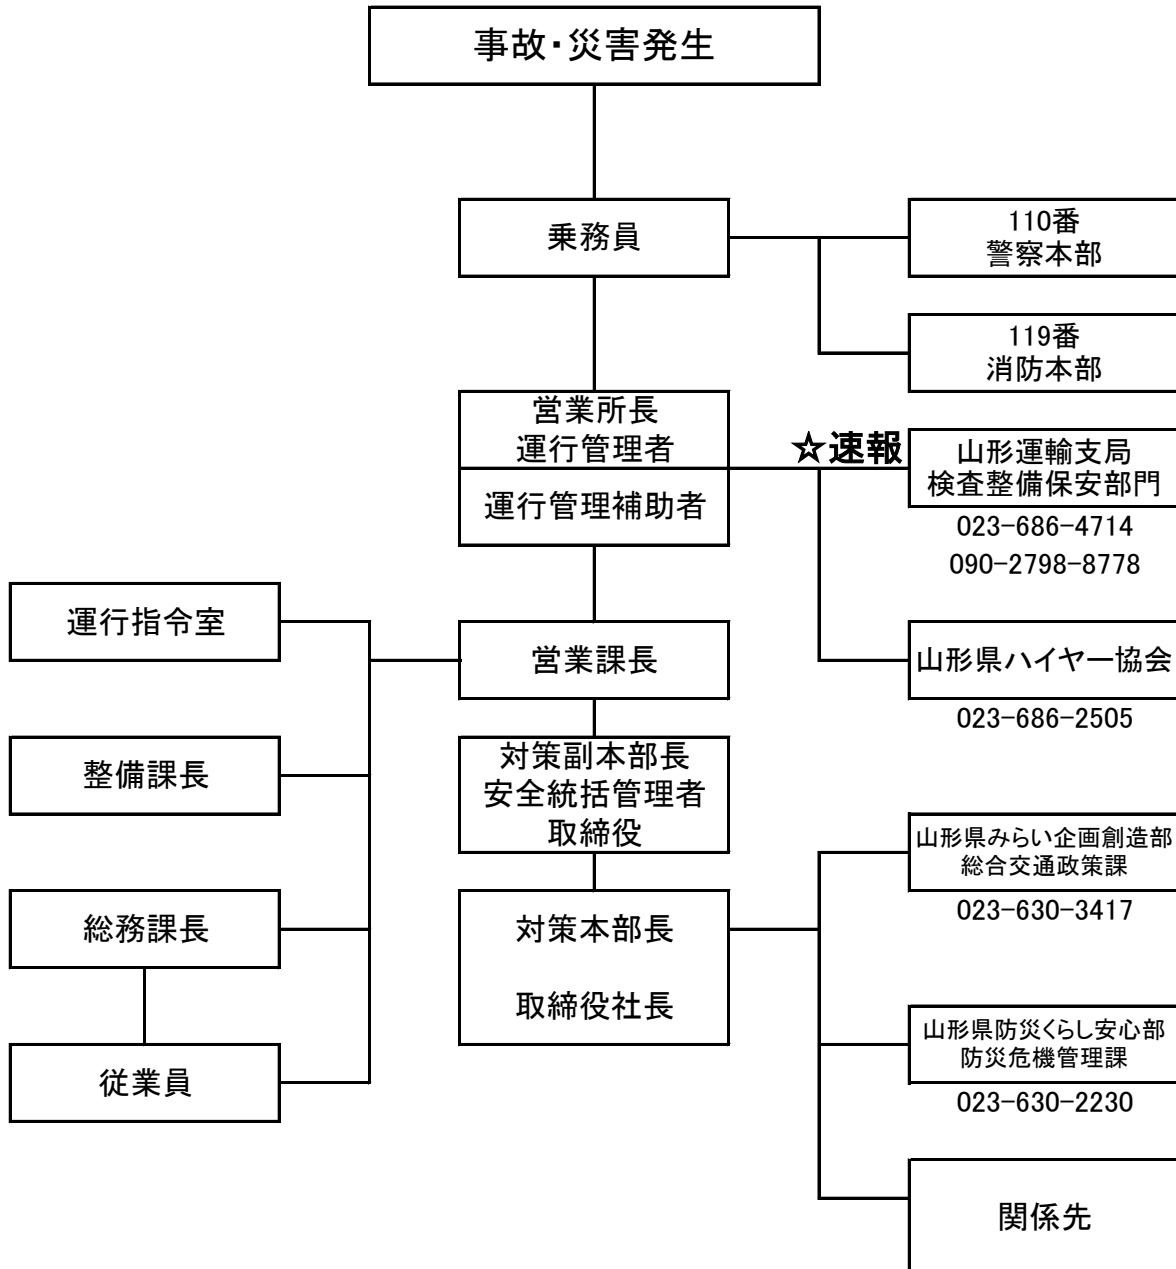 事故・災害発生
乗務員
110番
警察本部
119番
消防本部
営業所長
運行管理者
運行管理補助者
☆速報
山形運輸支局
検査整備保安部門
023-686-4714
090-2798-8778
運行指令室
営業課長
山形県ハイヤー協会
023-686-2505
整備課長
対策副本部長
安全統括管理者
取締役
山形県みらい企画創造部
総合交通政策課
023-630-3417
総務課長
対策本部長
取締役社長
山形県防災くらし安心部
防災危機管理課
023-630-2230
従業員
関係先